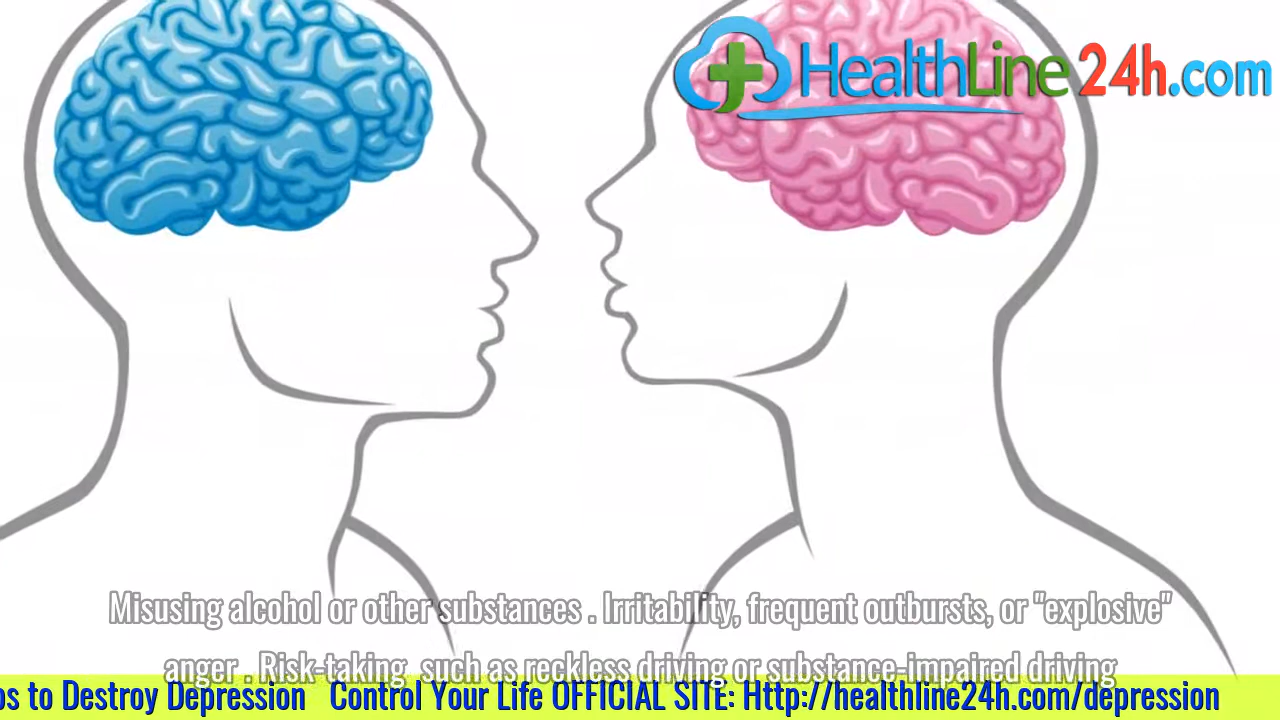 HealthLine24h.com
Misusing alcohol or other substances . Irritability, frequent outbursts, or "explosive"
anger . Risk-taking, such as reckless driving or substance-impaired driving
to Destroy Depression Control Your Life OFFICIAL SITE: Http://healthline24h.com/depression